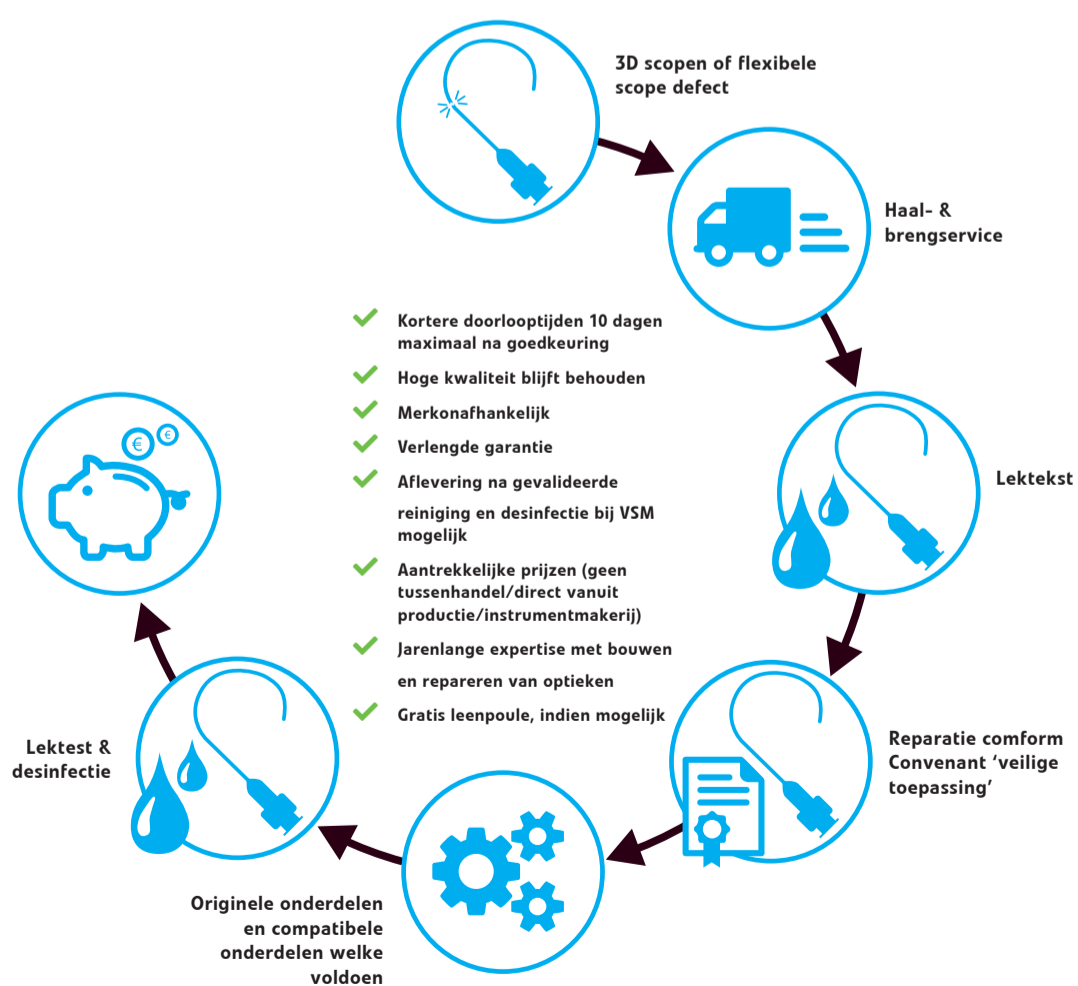 3D scopen of flexibele
scope defect
Haal- &
brengservice
Kortere doorlooptijden 10 dagen
maximaal na goedkeuring
Hoge kwaliteit blijft behouden
Merkonafhankelijk
Verlengde garantie
Aflevering na gevalideerde
reiniging en desinfectie bij VSM
mogelijk
Aantrekkelijke prijzen (geen
tussenhandel/direct vanuit
productie/instrumentmakerij)
Jarenlange expertise met bouwen
en repareren van optieken
Gratis leenpoule, indien mogelijk
Lektekst
Reparatie comform
Convenant ‘veilige
toepassing’
Originele onderdelen
en compatibele
onderdelen welke
voldoen
Lektest &
desinfectie
€ €